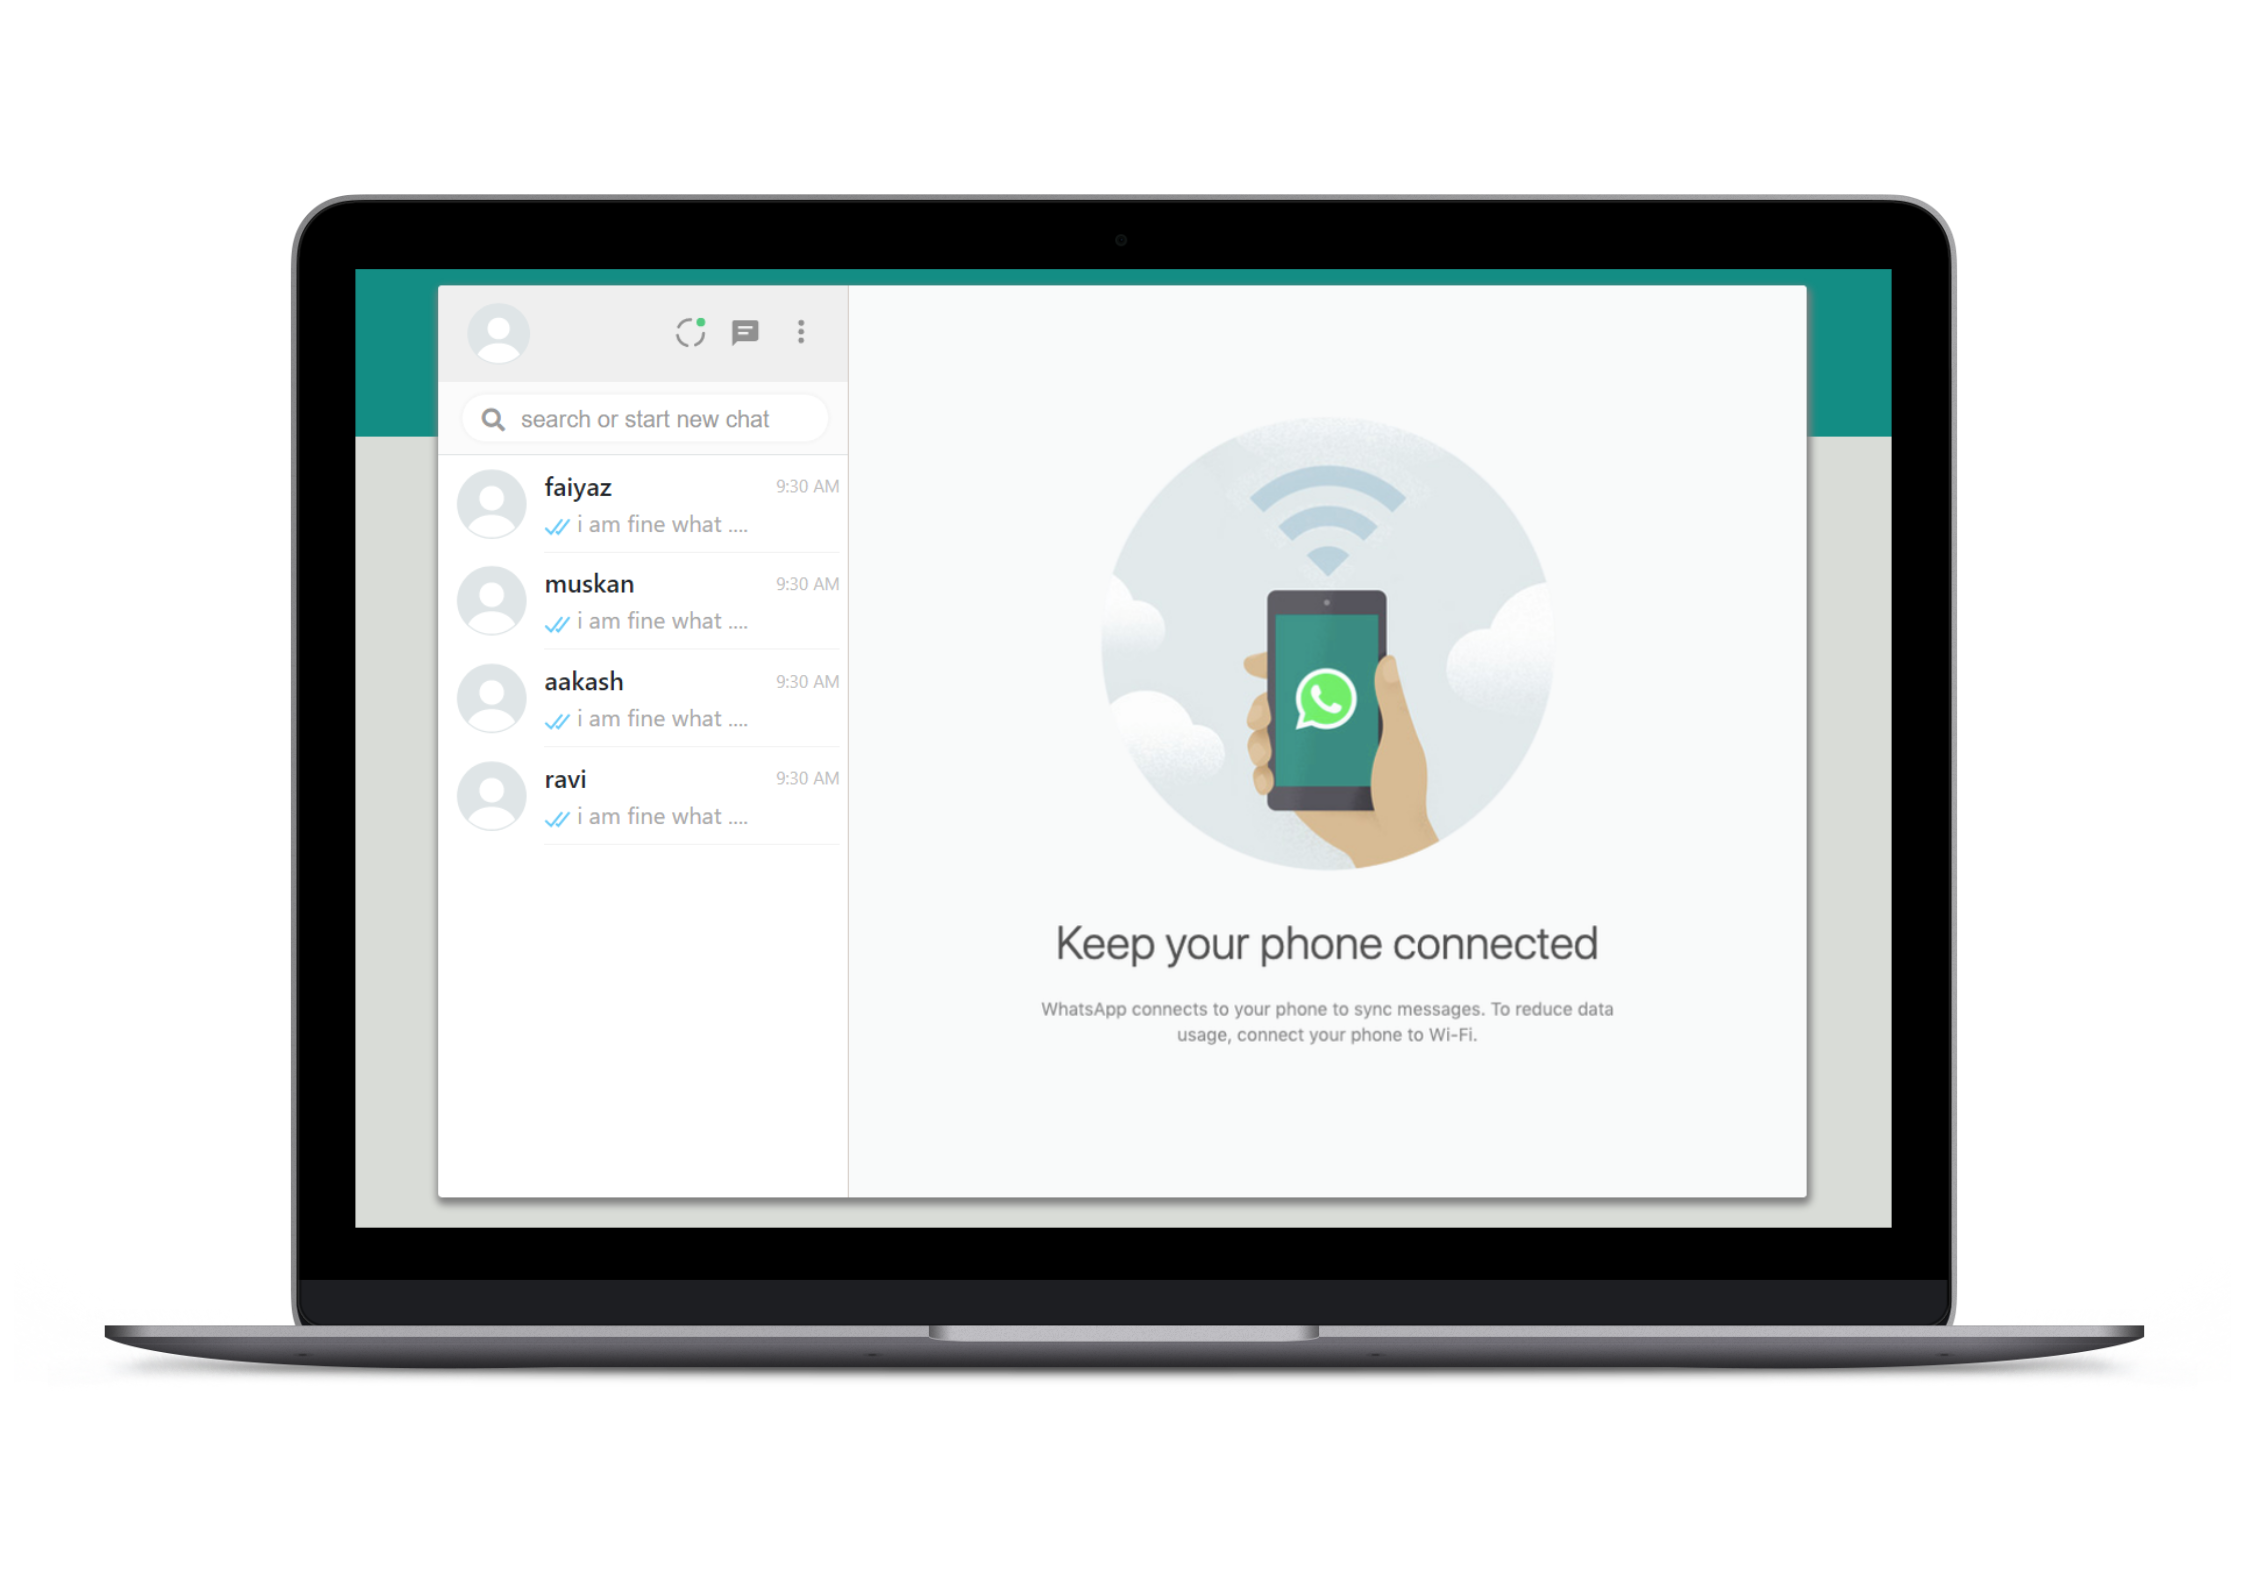 search or start new chat
faiyaz 9:30 AM
i am fine what ....
muskan 9:30 AM
i am fine what ....
aakash 9:30 AM
i am fine what ....
ravi 9:30 AM
i am fine what ....
Keep your phone connected
WhatsApp connects to your phone to sync messages. To reduce data
usage, connect your phone to Wi-Fi.